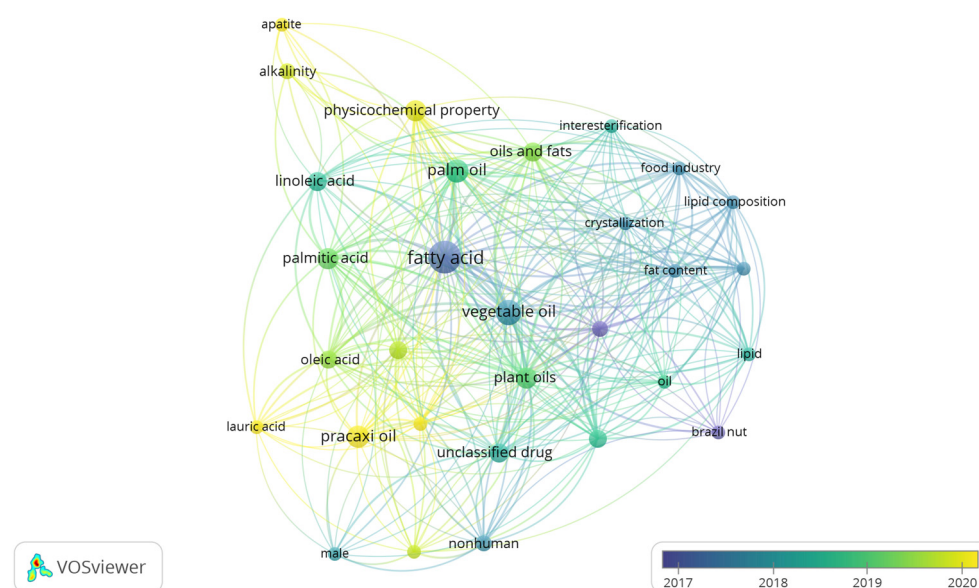 apatite
alkalinity
physicochemical property
interesterification
oils and fats
food industry
palm oil
linoleic acid
lipid composition
crystallization
palmitic acid
fatty acid
fat content
vegetable oil
lipid
oleic acid
plant oils
oil
lauric acid
pracaxi oil
brazil nut
unclassified drug
nonhuman
male
VOSviewer
2017 2018 2019 2020